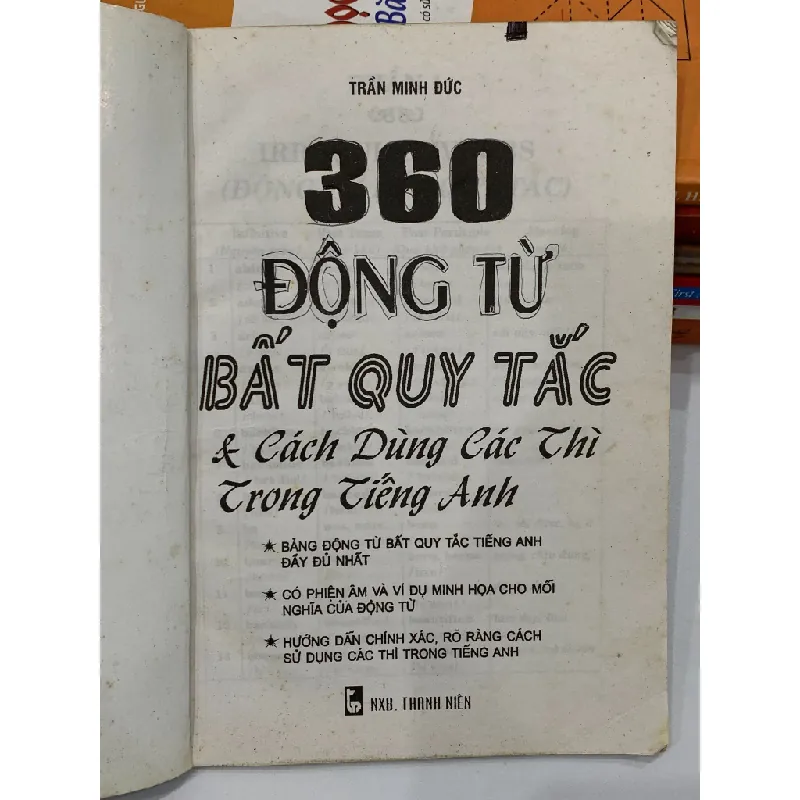 TRẦN MINH ĐỨC
360
ĐỘNG TỪ
BẤT QUY TẮC
& Cách Dùng Các Thì
Trong Tiếng Anh
★ BẢNG ĐỘNG TỪ BẤT QUY TẮC TIẾNG ANH
ĐẦY ĐỦ NHẤT
★ CÓ PHIÊN ÂM VÀ VÍ DỤ MINH HỌA CHO MỖI
NGHĨA CỦA ĐỘNG TỪ
★ HƯỚNG DẪN CHÍNH XÁC, RÕ RÀNG CÁCH
SỬ DỤNG CÁC THÌ TRONG TIẾNG ANH
NXB. THANH NIÊN